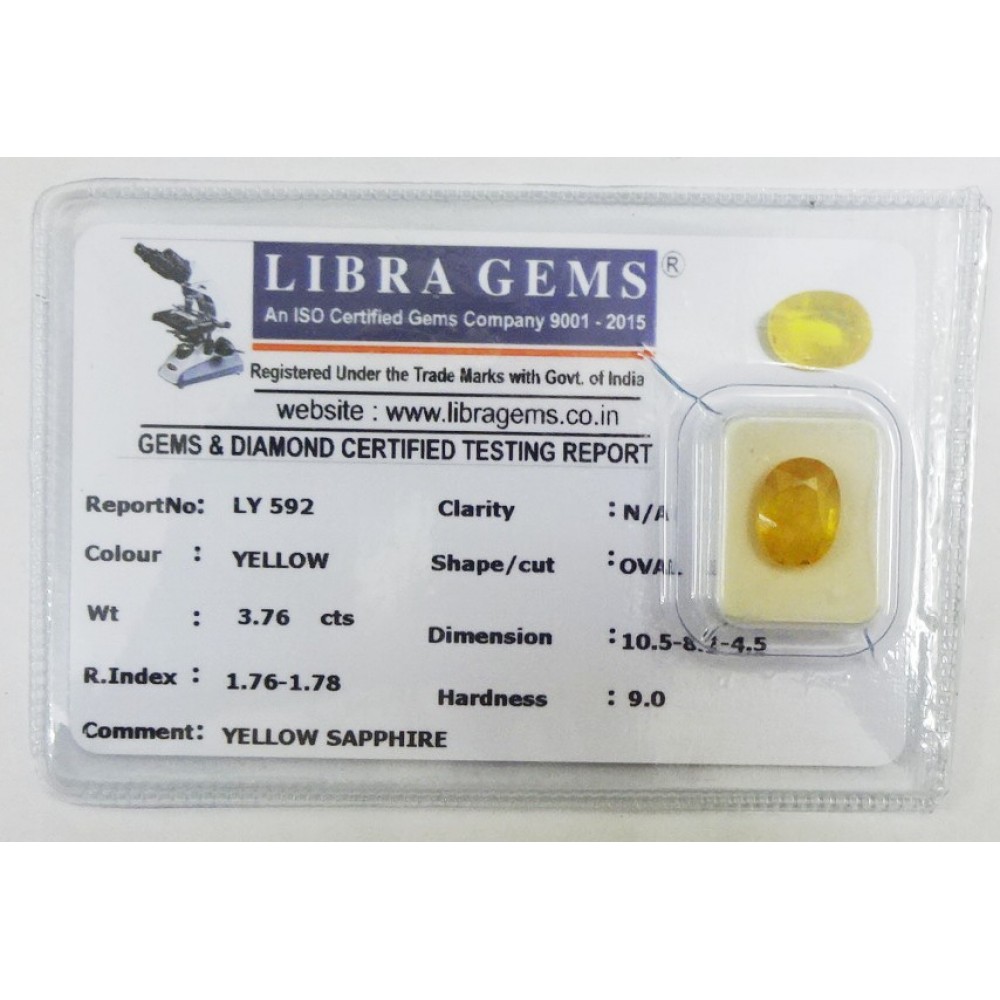 LIBRA GEMS ®
An ISO Certified Gems Company 9001 - 2015
Registered Under the Trade Marks with Govt. of India
website : www.libragems.co.in
GEMS & DIAMOND CERTIFIED TESTING REPORT
ReportNo: LY 592
Clarity : N/A
Colour : YELLOW
Shape/cut :
Wt : 3.76 cts
Dimension :
R.Index : 1.76-1.78
Hardness : 9.0
Comment: YELLOW SAPPHIRE